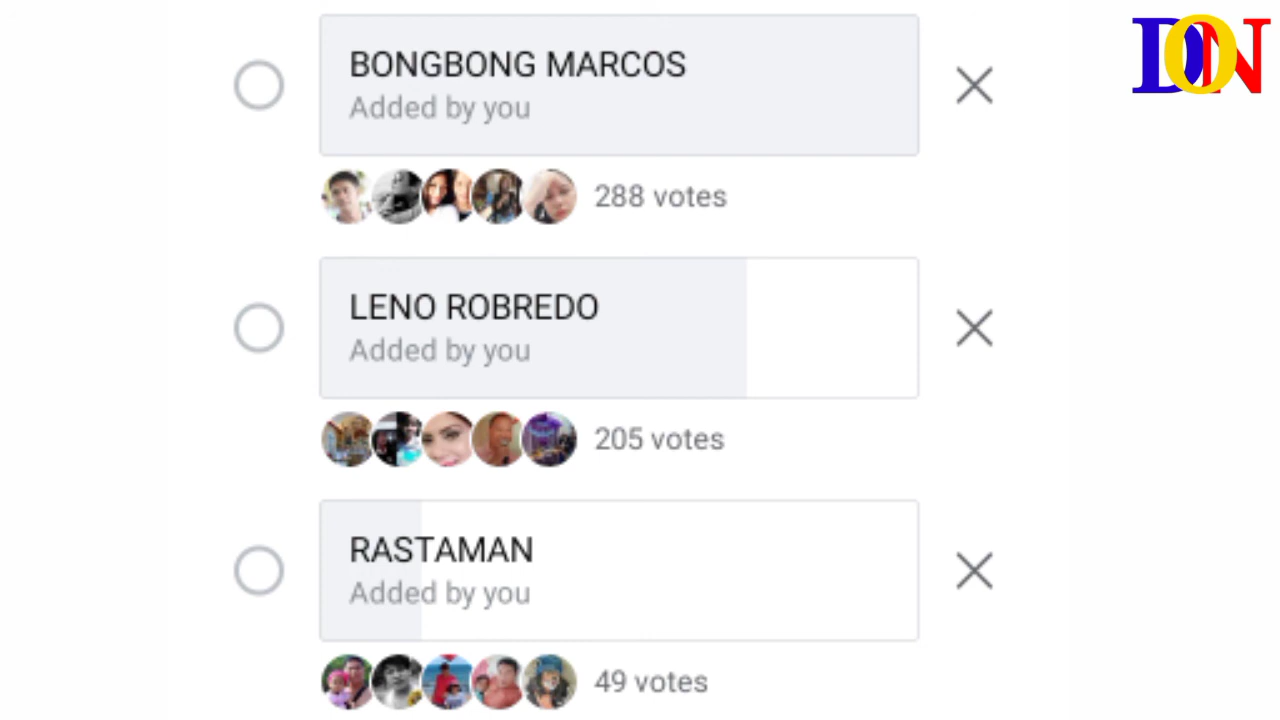 BONGBONG MARCOS
Added by you
288 votes
LENO ROBREDO
Added by you
205 votes
RASTAMAN
Added by you
49 votes
DON